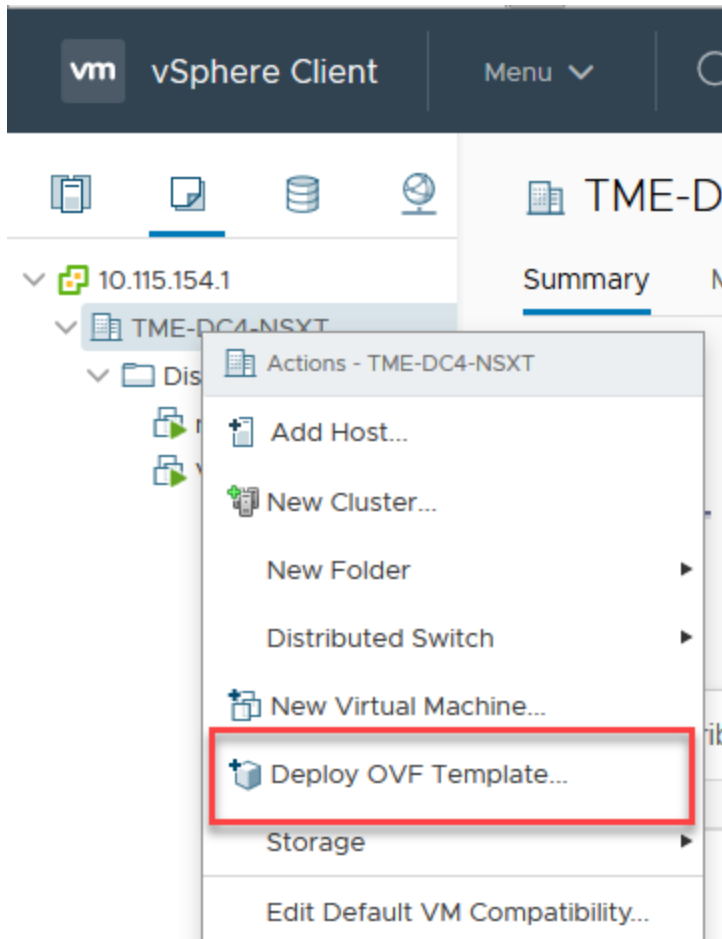 vm vSphere Client Menu
TME-D
10.115.154.1
Summary
TME-DC4-NSXT
Dis
Actions - TME-DC4-NSXT
Add Host...
New Cluster...
New Folder
Distributed Switch
New Virtual Machine...
Deploy OVF Template...
Storage
Edit Default VM Compatibility...